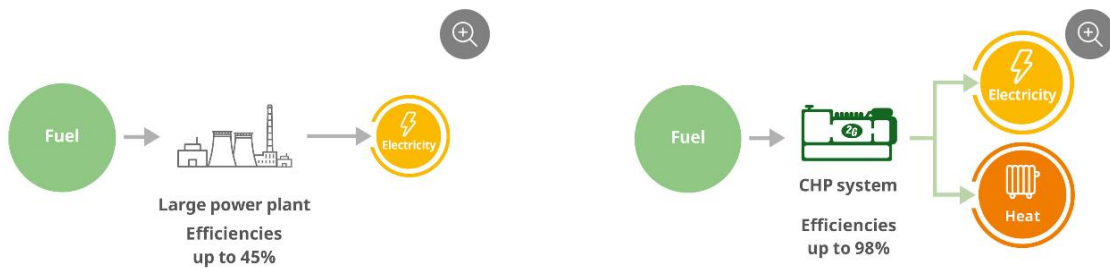 Fuel
Electricity
Large power plant
Efficiencies
up to 45%
Fuel
2G
CHP system
Efficiencies
up to 98%
Electricity
Heat